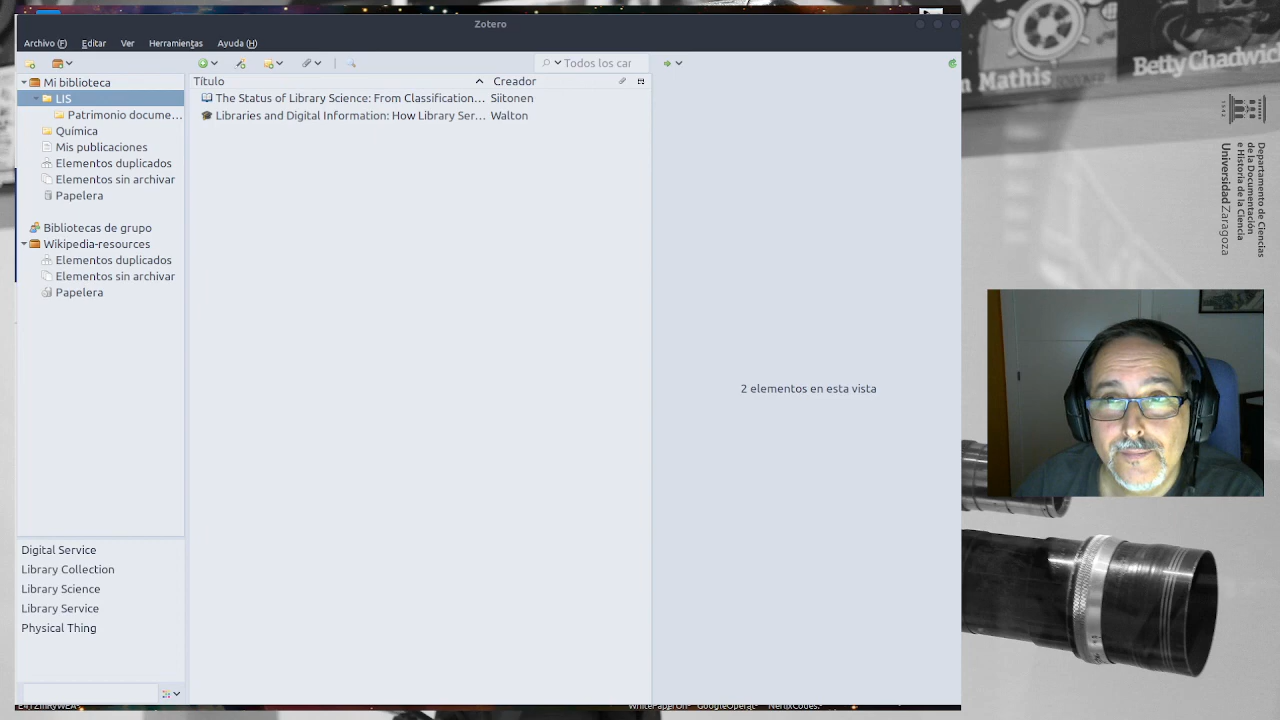 Zotero
Archivo (F) Editar Ver Herramientas Ayuda (H)
Todos los car
Mi biblioteca
LIS
Patrimonio docume...
Química
Mis publicaciones
Elementos duplicados
Elementos sin archivar
Papelera
Bibliotecas de grupo
Wikipedia-resources
Elementos duplicados
Elementos sin archivar
Papelera
Digital Service
Library Collection
Library Science
Library Service
Physical Thing
Título Creador
The Status of Library Science: From Classification... Siitonen
Libraries and Digital Information: How Library Ser... Walton
2 elementos en esta vista
Mathis
Betty Chadwic
1542
Departamento de Ciencias
de la Documentación
e Historia de la Ciencia
Universidad Zaragoza